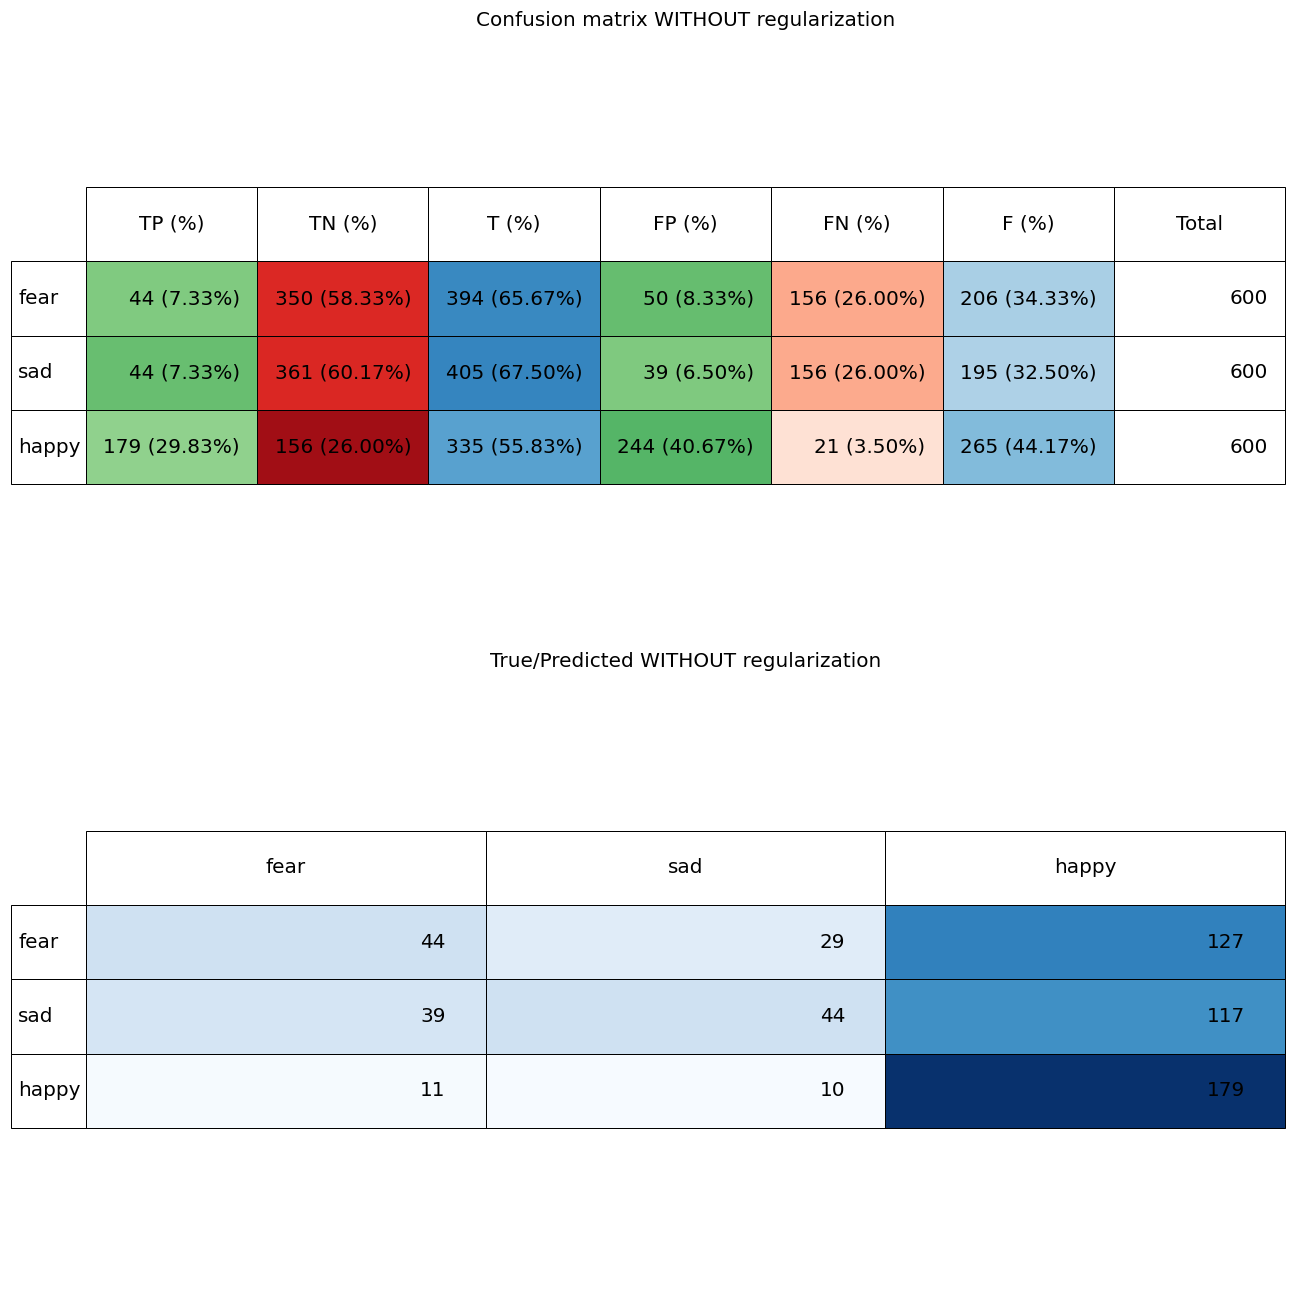 Confusion matrix WITHOUT regularization
TP (%) TN (%) T (%) FP (%) FN (%) F (%) Total
fear 44 (7.33%) 350 (58.33%) 394 (65.67%) 50 (8.33%) 156 (26.00%) 206 (34.33%) 600
sad 44 (7.33%) 361 (60.17%) 405 (67.50%) 39 (6.50%) 156 (26.00%) 195 (32.50%) 600
happy 179 (29.83%) 156 (26.00%) 335 (55.83%) 244 (40.67%) 21 (3.50%) 265 (44.17%) 600
True/Predicted WITHOUT regularization
fear sad happy
fear 44 29 127
sad 39 44 117
happy 11 10 179